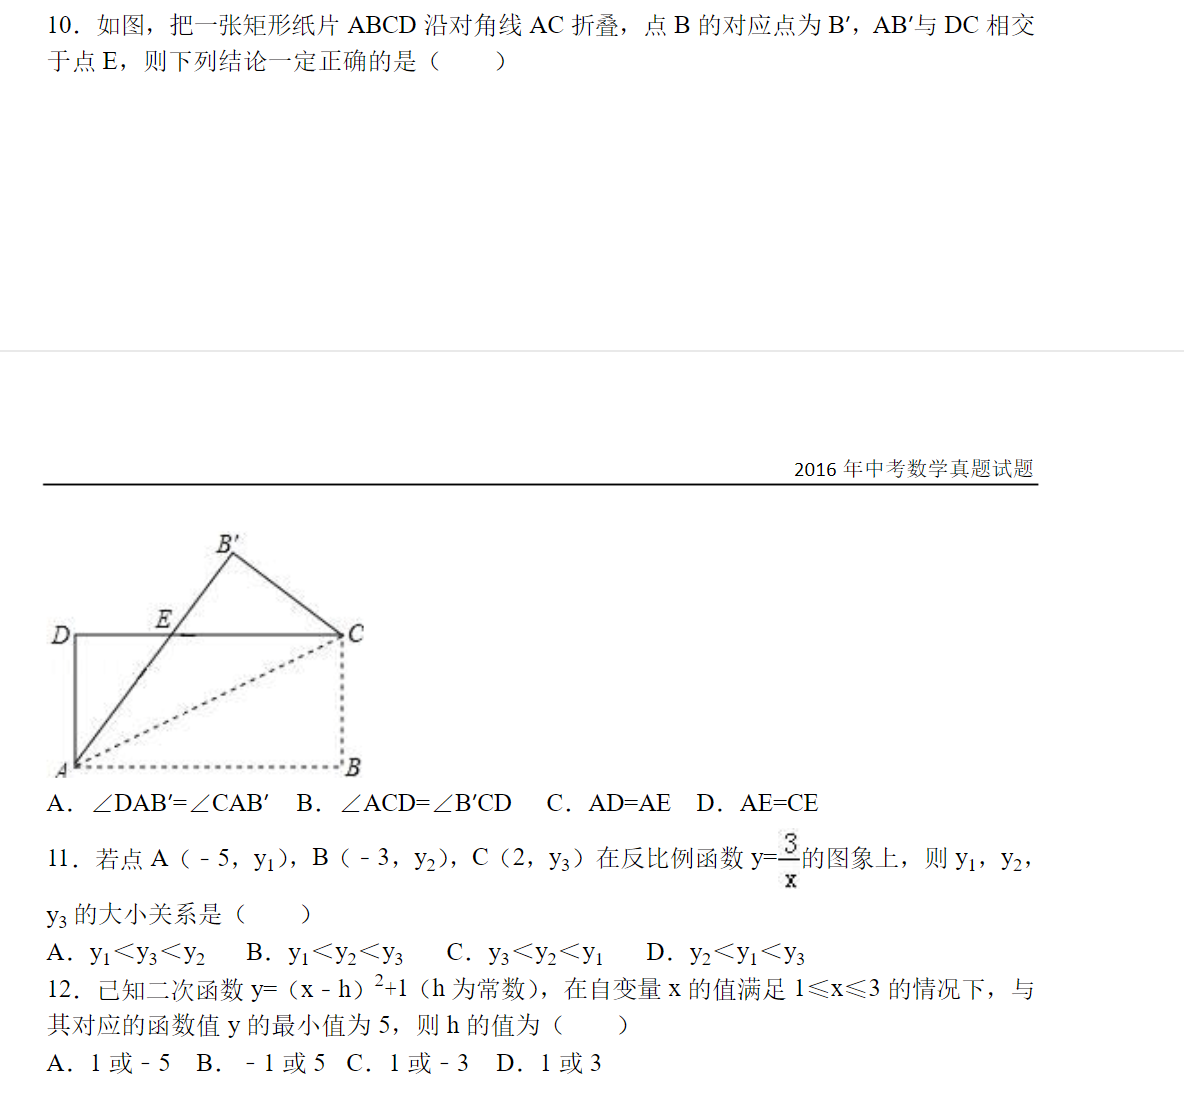 10．如图，把一张矩形纸片 ABCD 沿对角线 AC 折叠，点 B 的对应点为 B′，AB′与 DC 相交
于点 E，则下列结论一定正确的是（　　）
2016 年中考数学真题试题
B'
E
D
C
A
B
A．∠DAB′=∠CAB′ B．∠ACD=∠B′CD C．AD=AE D．AE=CE
11．若点 A（﹣5，y₁），B（﹣3，y₂），C（2，y₃）在反比例函数 y=3/x的图象上，则 y₁，y₂，
y₃ 的大小关系是（　　）
A．y₁＜y₃＜y₂ B．y₁＜y₂＜y₃ C．y₃＜y₂＜y₁ D．y₂＜y₁＜y₃
12．已知二次函数 y=（x﹣h）²+1（h 为常数），在自变量 x 的值满足 1≤x≤3 的情况下，与
其对应的函数值 y 的最小值为 5，则 h 的值为（　　）
A．1 或﹣5 B．﹣1 或 5 C．1 或﹣3 D．1 或 3